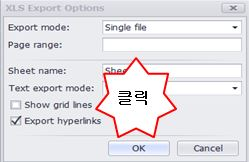 XLS Export Options
Export mode: Single file
Page range:
Sheet name: Shee
Text export mode:
Show grid lines
Export hyperlinks
클릭
OK Cancel